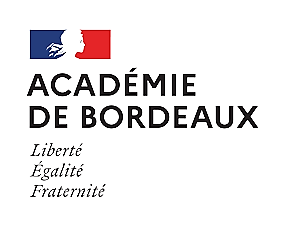 ACADÉMIE
DE BORDEAUX
Liberté
Égalité
Fraternité